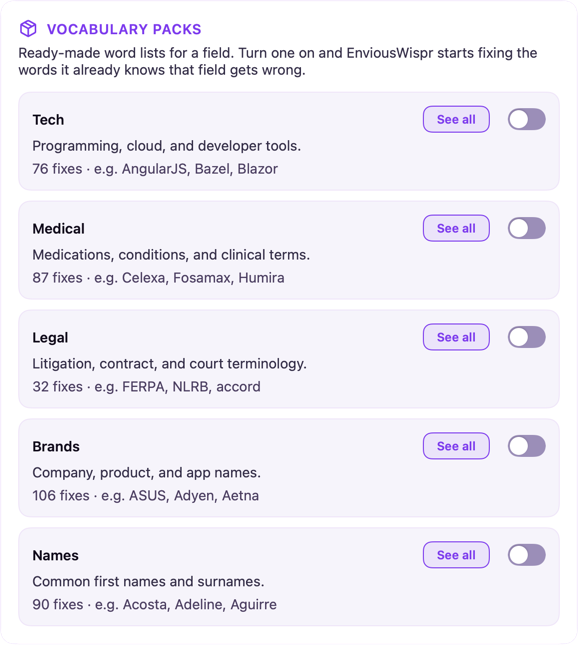 VOCABULARY PACKS
Ready-made word lists for a field. Turn one on and EnviousWispr starts fixing the
words it already knows that field gets wrong.
Tech
See all
Programming, cloud, and developer tools.
76 fixes · e.g. AngularJS, Bazel, Blazor
Medical
See all
Medications, conditions, and clinical terms.
87 fixes · e.g. Celexa, Fosamax, Humira
Legal
See all
Litigation, contract, and court terminology.
32 fixes · e.g. FERPA, NLRB, accord
Brands
See all
Company, product, and app names.
106 fixes · e.g. ASUS, Adyen, Aetna
Names
See all
Common first names and surnames.
90 fixes · e.g. Acosta, Adeline, Aguirre